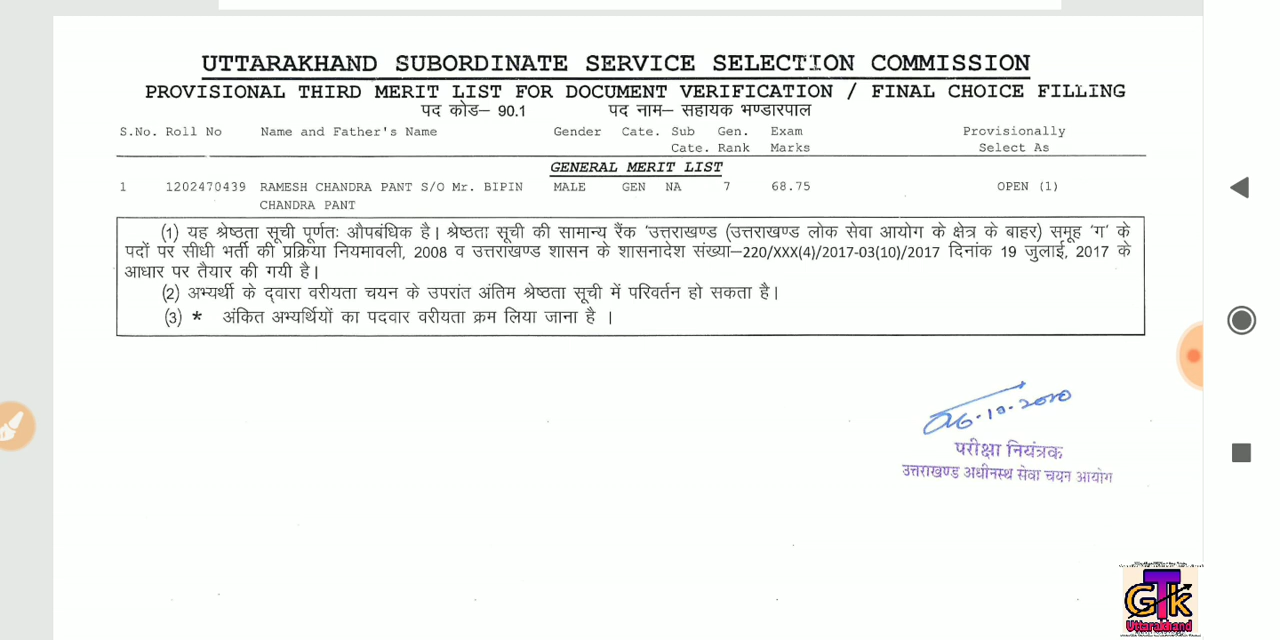 UTTARAKHAND SUBORDINATE SERVICE SELECTION COMMISSION
PROVISIONAL THIRD MERIT LIST FOR DOCUMENT VERIFICATION / FINAL CHOICE FILLING
पद कोड– 90.1 पद नाम– सहायक भण्डारपाल
S.No. Roll No Name and Father's Name Gender Cate. Sub Gen. Exam Provisionally
Cate. Rank Marks Select As
GENERAL MERIT LIST
1 1202470439 RAMESH CHANDRA PANT S/O Mr. BIPIN MALE GEN NA 7 68.75 OPEN (1)
CHANDRA PANT
(1) यह श्रेष्ठता सूची पूर्णतः औपबंधिक है। श्रेष्ठता सूची की सामान्य रैंक 'उत्तराखण्ड (उत्तराखण्ड लोक सेवा आयोग के क्षेत्र के बाहर) समूह 'ग' के
पदों पर सीधी भर्ती की प्रक्रिया नियमावली, 2008 व उत्तराखण्ड शासन के शासनादेश संख्या–220/XXX(4)/2017-03(10)/2017 दिनांक 19 जुलाई, 2017 के
आधार पर तैयार की गयी है।
(2) अभ्यर्थी के द्वारा वरीयता चयन के उपरांत अंतिम श्रेष्ठता सूची में परिवर्तन हो सकता है।
(3) * अंकित अभ्यर्थियों का पदवार वरीयता क्रम लिया जाना है ।
06-10-2020
परीक्षा नियंत्रक
उत्तराखण्ड अधीनस्थ सेवा चयन आयोग
GTK
Uttarakhand